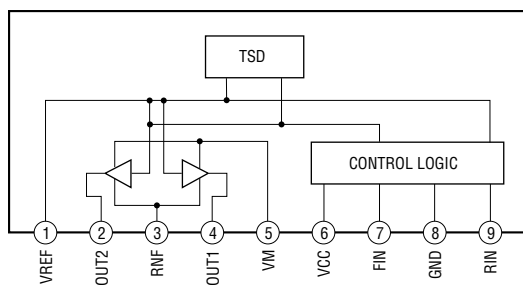 TSD
CONTROL LOGIC
1 2 3 4 5 6 7 8 9
VREF OUT2 RNF OUT1 VM VCC FIN GND RIN